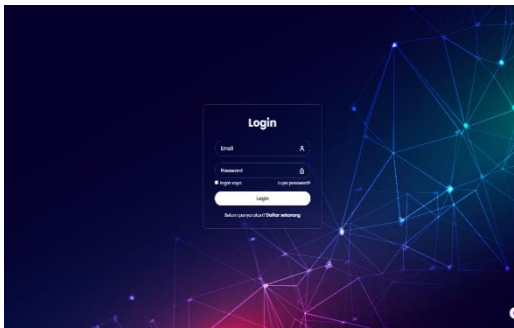 Login
Email
Password
Ingat saya Lupa password?
Login
Belum punya akun? Daftar sekarang